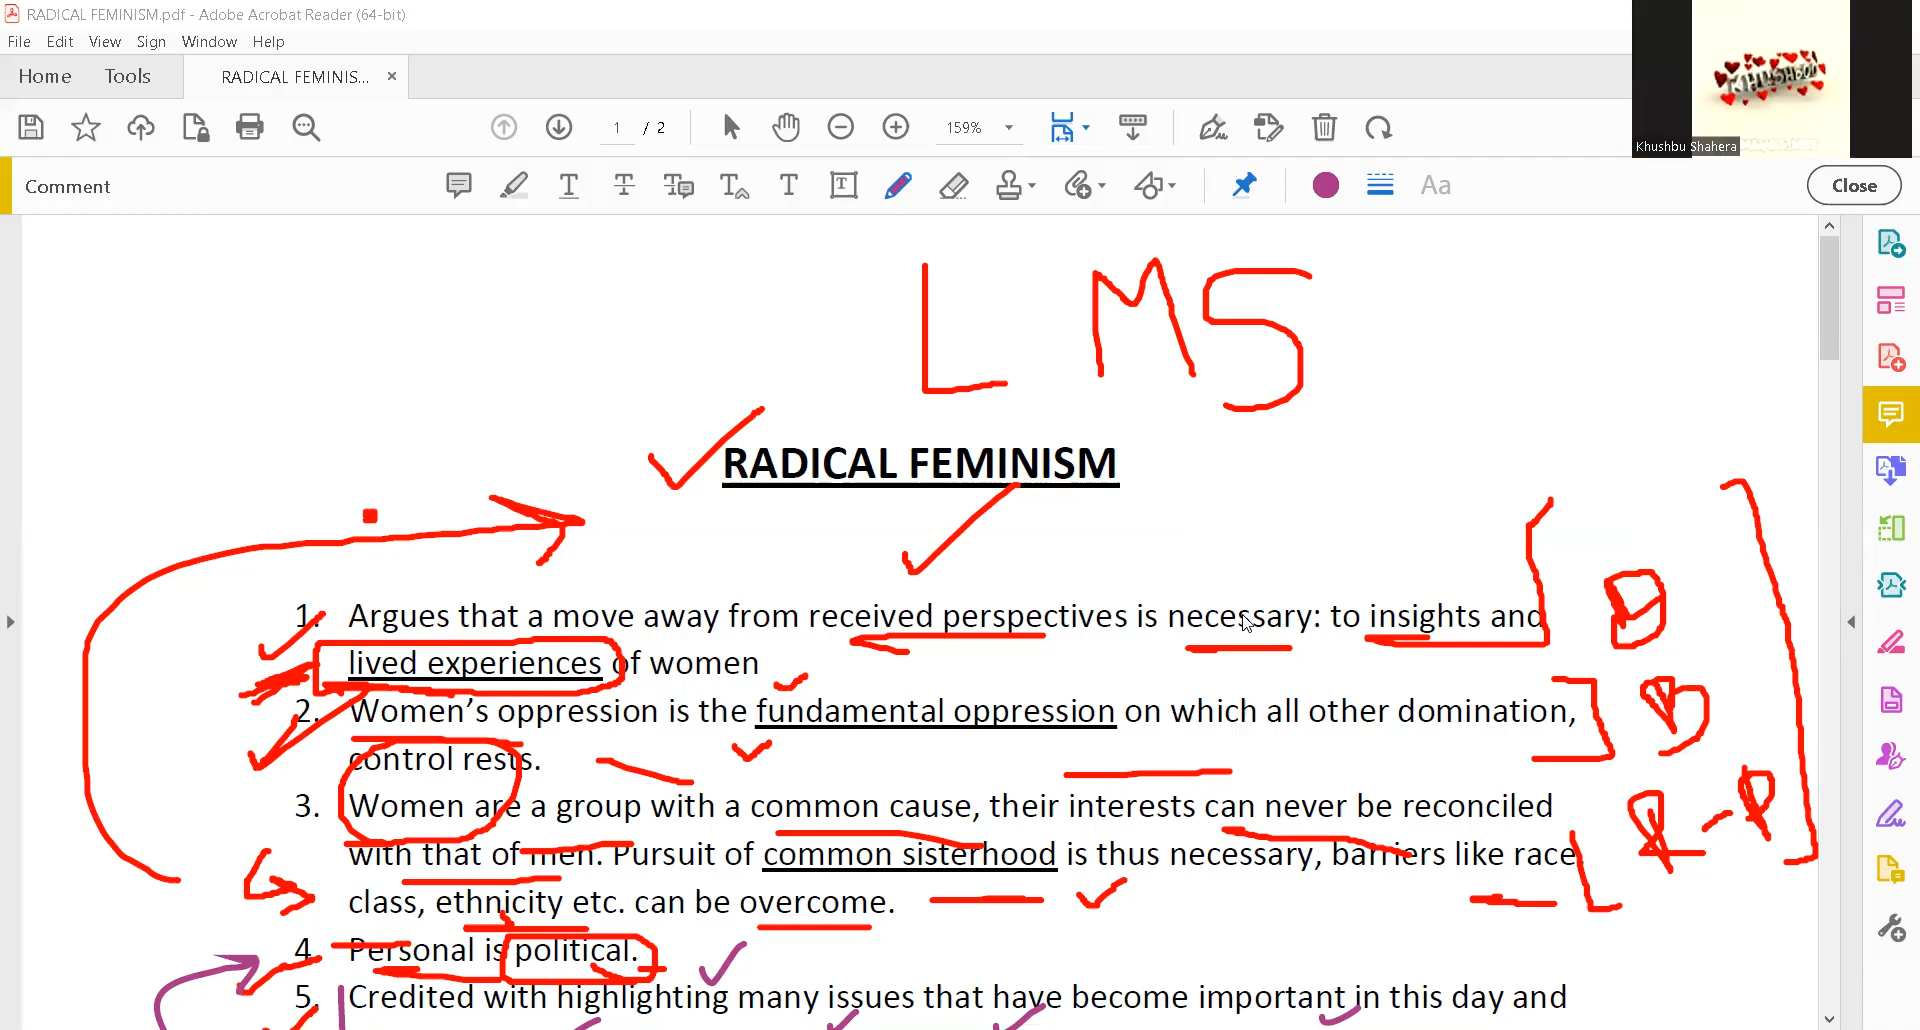 RADICAL FEMINISM.pdf - Adobe Acrobat Reader (64-bit)
File Edit View Sign Window Help
Home Tools RADICAL FEMINIS... ×
1 / 2 159%
KHUSHBOO
Khushbu Shahera
Comment Aa Close
L M S
RADICAL FEMINISM
1. Argues that a move away from received perspectives is necessary: to insights and
lived experiences of women
2. Women's oppression is the fundamental oppression on which all other domination,
control rests.
3. Women are a group with a common cause, their interests can never be reconciled
with that of men. Pursuit of common sisterhood is thus necessary, barriers like race
class, ethnicity etc. can be overcome.
4. Personal is political.
5. Credited with highlighting many issues that have become important in this day and